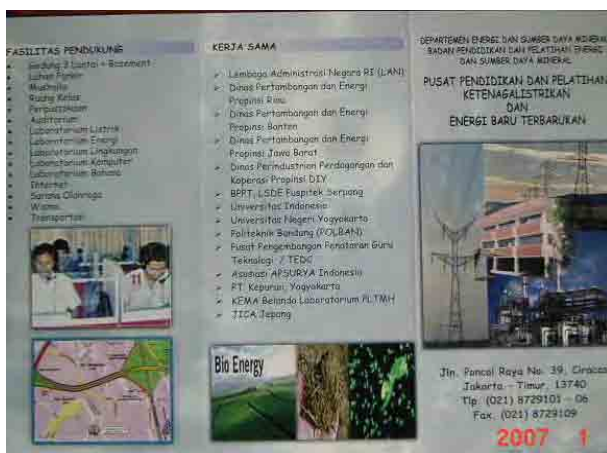 FASILITAS PENDUKUNG
Gedung 3 Lantai + Basement
Lahan Parkir
Musholla
Ruang Kelas
Perpustakaan
Auditorium
Laboratorium Listrik
Laboratorium Energi
Laboratorium Lingkungan
Laboratorium Komputer
Laboratorium Bahasa
Internet
Sarana Olahraga
Wisma
Transportasi
KERJA SAMA
Lembaga Administrasi Negara RI (LAN)
Dinas Pertambangan dan Energi
Propinsi Riau
Dinas Pertambangan dan Energi
Propinsi Banten
Dinas Pertambangan dan Energi
Propinsi Jawa Barat
Dinas Perindustrian Perdagangan dan
Koperasi Propinsi DIY
BPPT, LSDE Puspitek Serpong
Universitas Indonesia
Universitas Negeri Yogyakarta
Politeknik Bandung (POLBAN)
Pusat Pengembangan Penataran Guru
Teknologi / TEDC
Asosiasi APSURYA Indonesia
PT. Kepurun, Yogyakarta
KEMA Belanda Laboratorium PLTMH
JICA Jepang
Bio Energy
DEPARTEMEN ENERGI DAN SUMBER DAYA MINERAL
BADAN PENDIDIKAN DAN PELATIHAN ENERGI
DAN SUMBER DAYA MINERAL
PUSAT PENDIDIKAN DAN PELATIHAN
KETENAGALISTRIKAN
DAN
ENERGI BARU TERBARUKAN
Jln. Poncol Raya No. 39, Ciracas
Jakarta - Timur, 13740
Tlp. (021) 8729101 - 06
Fax. (021) 8729109
2007 1